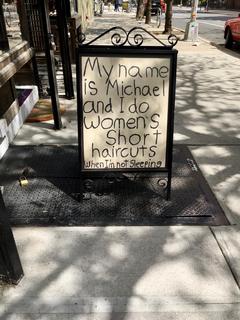 My name
is Michael
and I do
women's
Short
haircuts
when I'm not Sleeping